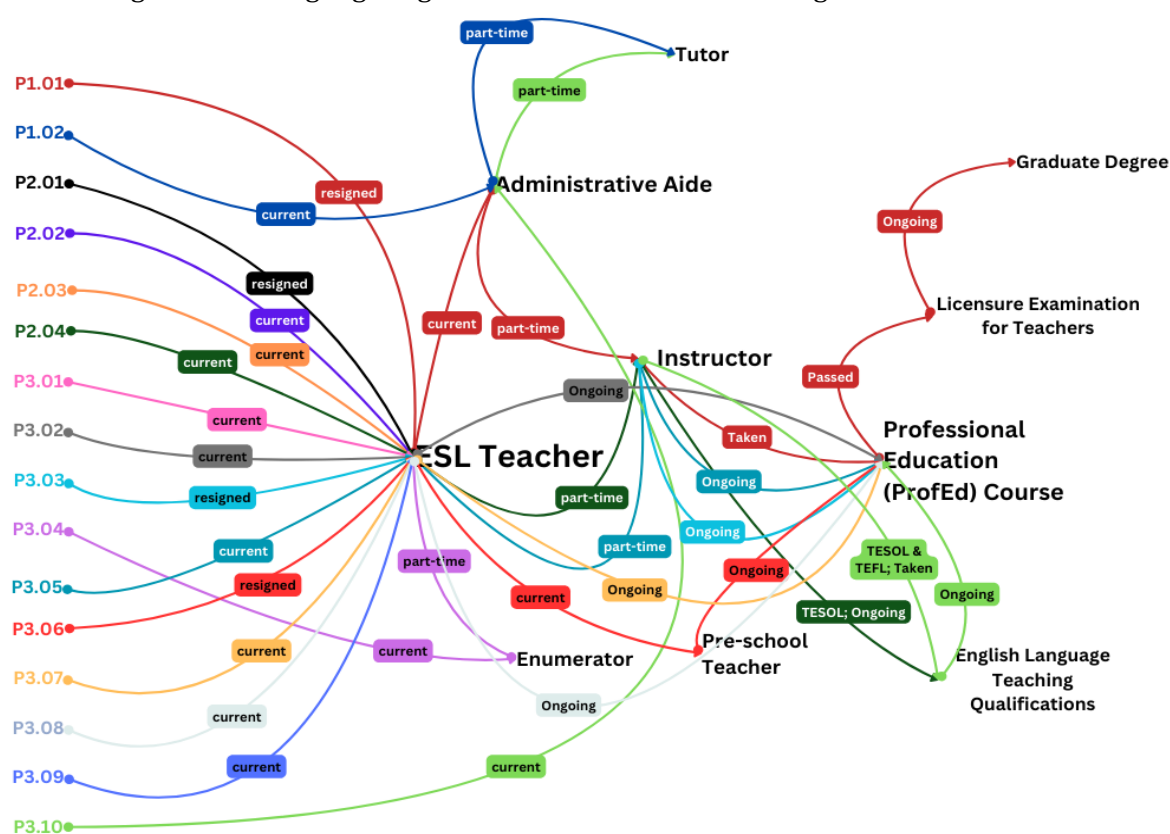 part-time
Tutor
P1.01
part-time
P1.02
Graduate Degree
P2.01
Administrative Aide
resigned
current
Ongoing
P2.02
resigned
P2.03
Licensure Examination
for Teachers
current
current
part-time
P2.04
current
current
Instructor
P3.01
Passed
Ongoing
current
P3.02
Professional
Education
(ProfEd) Course
Taken
current
ESL Teacher
P3.03
Ongoing
resigned
part-time
P3.04
Ongoing
part-time
current
TESOL &
TEFL; Taken
part-time
Ongoing
P3.05
resigned
Ongoing
Ongoing
current
TESOL; Ongoing
P3.06
Pre-school
Teacher
current
current
Enumerator
English Language
Teaching
Qualifications
P3.07
Ongoing
current
P3.08
current
current
P3.09
P3.10